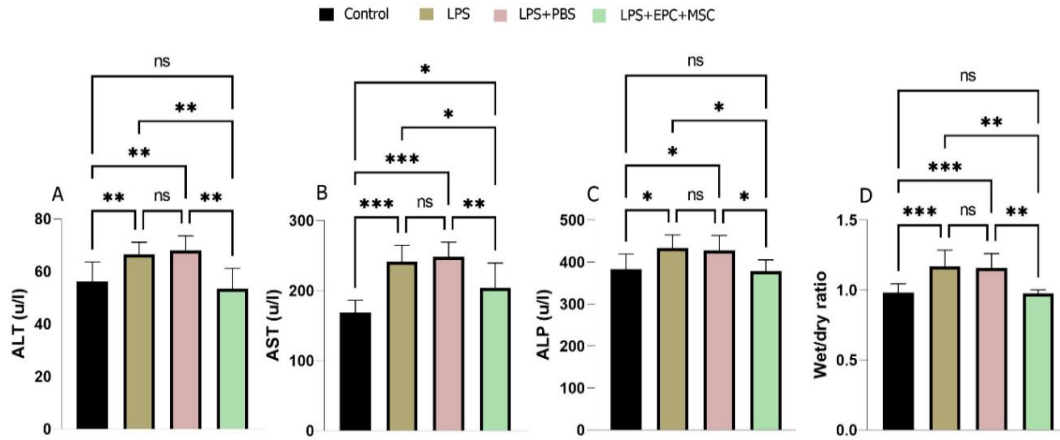 Control LPS LPS+PBS LPS+EPC+MSC
A
ns
**
**
** ns **
ALT (u/l)
80
60
40
20
0
B
*
*
***
*** ns **
AST (u/l)
300
200
100
0
C
ns
*
*
* ns *
ALP (u/l)
500
400
300
200
100
0
D
ns
**
***
*** ns **
Wet/dry ratio
1.5
1.0
0.5
0.0